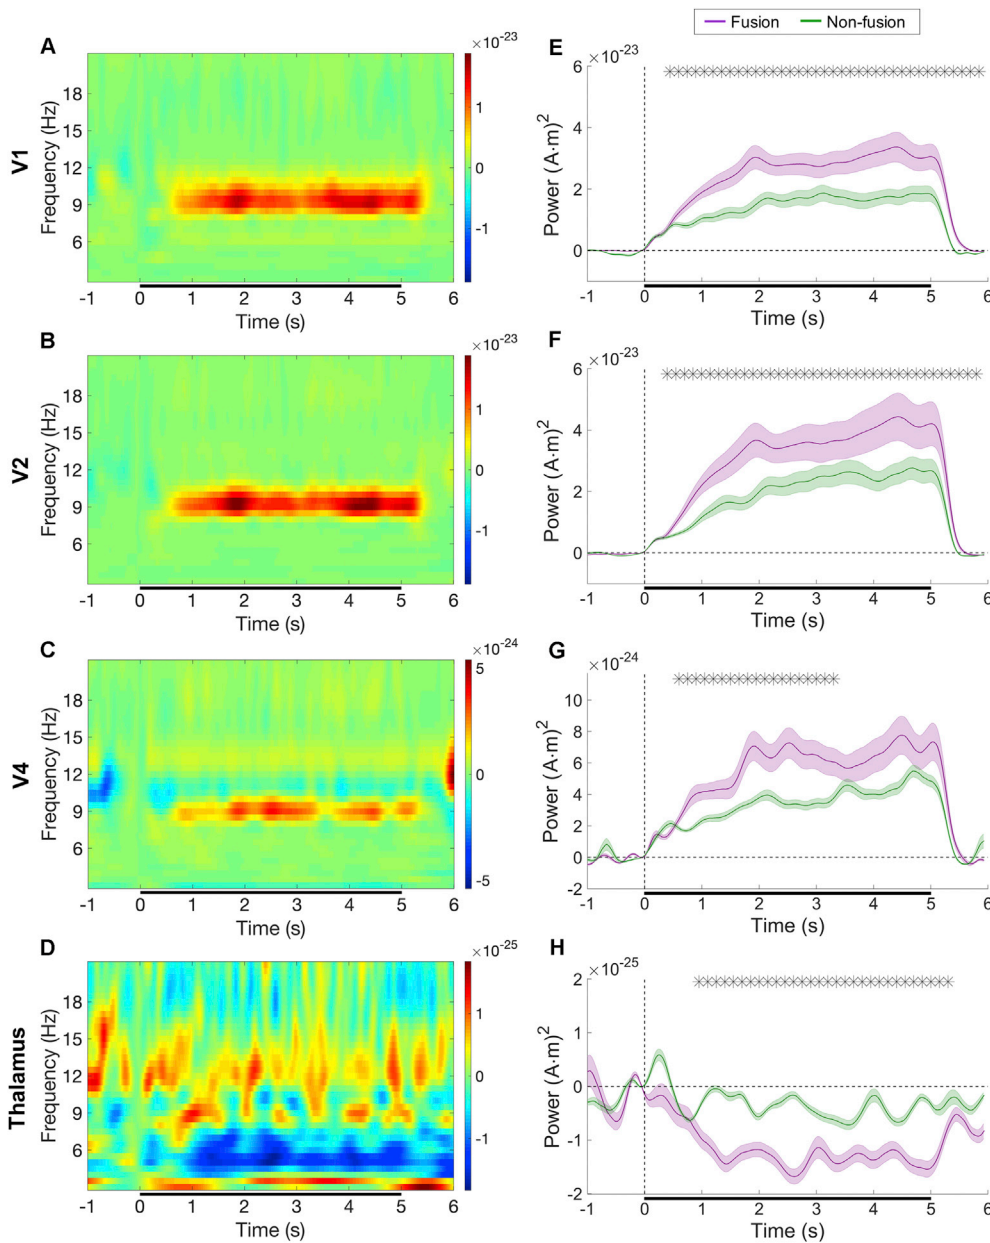 Fusion Non-fusion
A
×10-23
V1
Frequency (Hz)
18
15
12
9
6
1
0
-1
-1 0 1 2 3 4 5 6
Time (s)
E
×10-23
Power (A·m)2
6
4
2
0
-1 0 1 2 3 4 5 6
Time (s)
B
×10-23
V2
Frequency (Hz)
18
15
12
9
6
1
0
-1
-1 0 1 2 3 4 5 6
Time (s)
F
×10-23
Power (A·m)2
6
4
2
0
-1 0 1 2 3 4 5 6
Time (s)
C
×10-24
V4
Frequency (Hz)
18
15
12
9
6
5
0
-5
-1 0 1 2 3 4 5 6
Time (s)
G
×10-24
Power (A·m)2
10
8
6
4
2
0
-2
-1 0 1 2 3 4 5 6
Time (s)
D
×10-25
Thalamus
Frequency (Hz)
18
15
12
9
6
1
0
-1
-1 0 1 2 3 4 5 6
Time (s)
H
×10-25
Power (A·m)2
2
1
0
-1
-2
-1 0 1 2 3 4 5 6
Time (s)